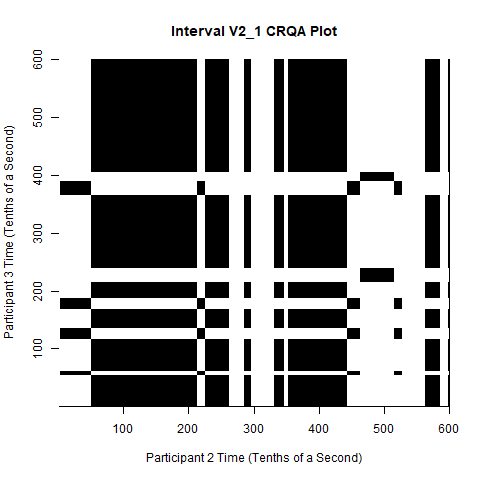 Interval V2_1 CRQA Plot
Participant 3 Time (Tenths of a Second)
600
500
400
300
200
100
100 200 300 400 500 600
Participant 2 Time (Tenths of a Second)